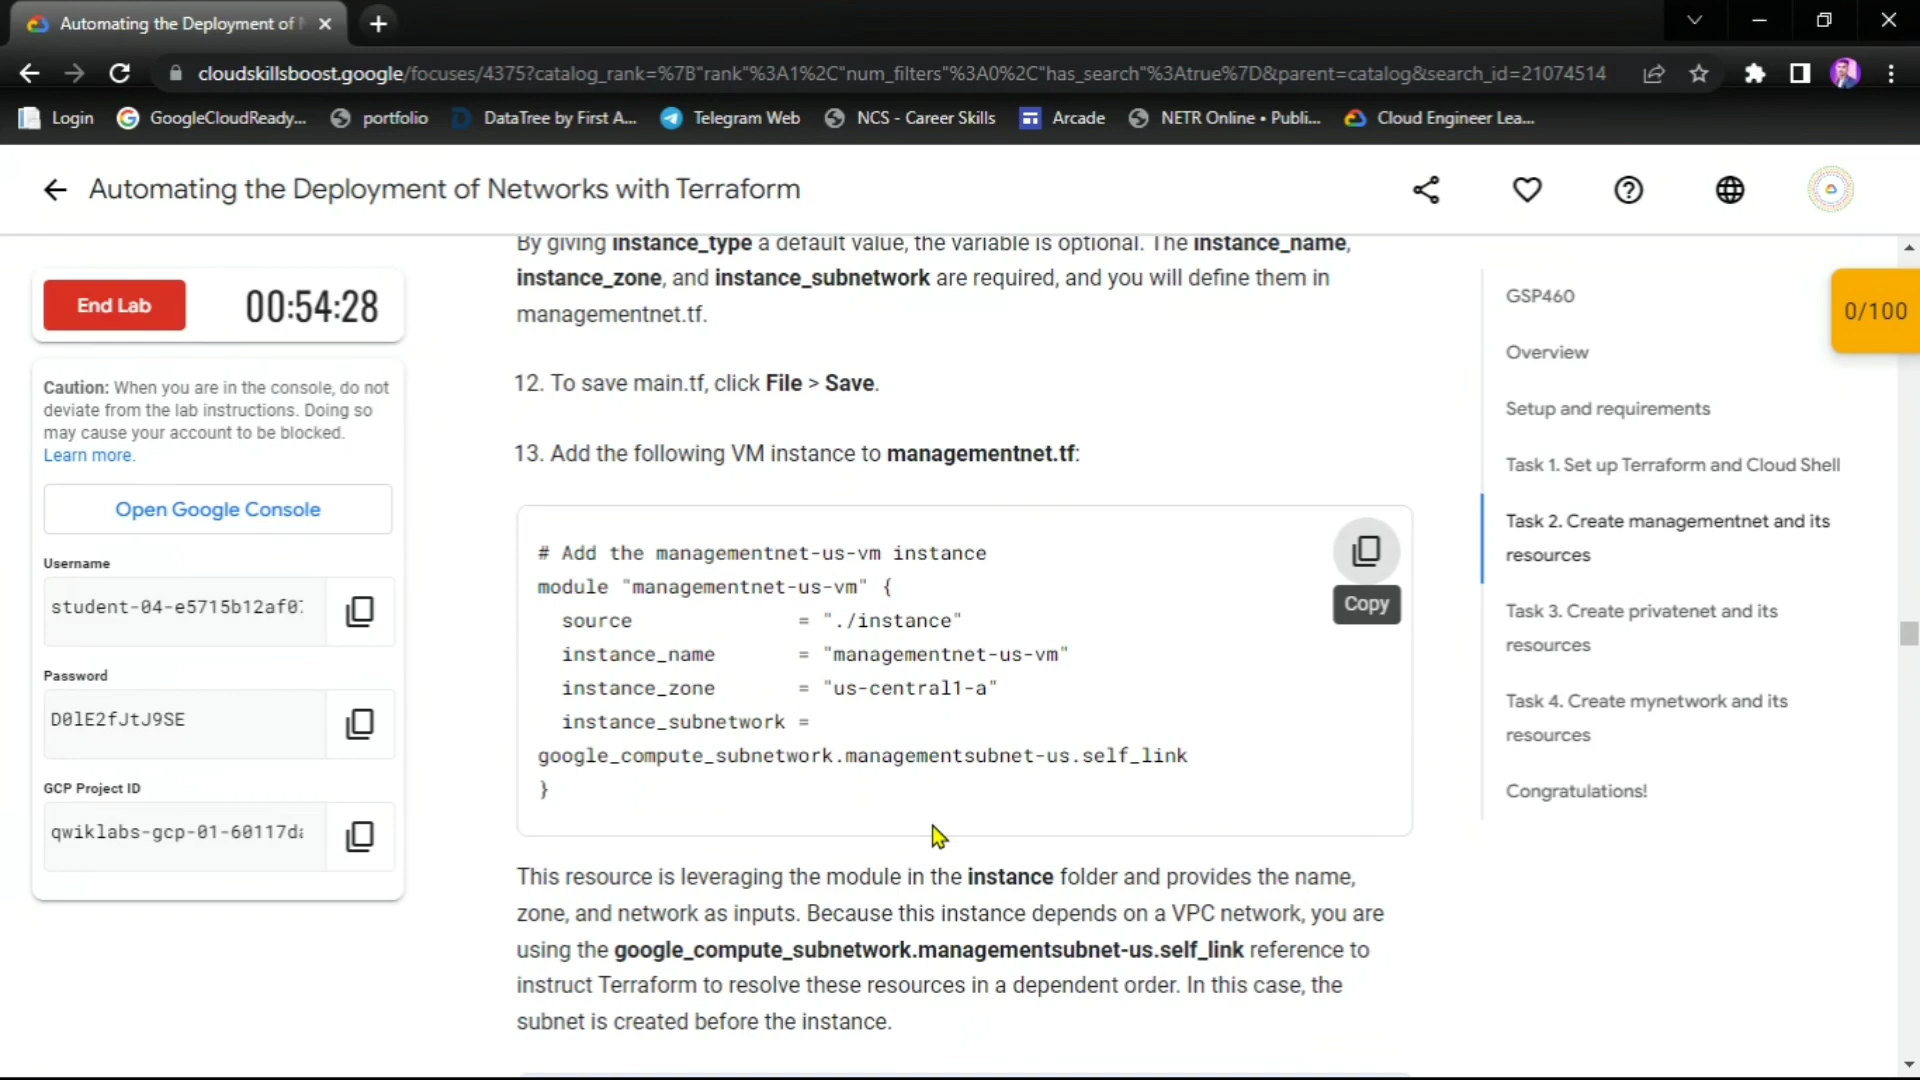 Automating the Deployment of
cloudskillsboost.google/focuses/4375?catalog_rank=%7B"rank"%3A1%2C"num_filters"%3A0%2C"has_search"%3Atrue%7D&parent=catalog&search_id=21074514
Login
GoogleCloudReady...
portfolio
DataTree by First A...
Telegram Web
NCS - Career Skills
Arcade
NETR Online • Publi...
Cloud Engineer Lea...
Automating the Deployment of Networks with Terraform
End Lab
00:54:28
Caution: When you are in the console, do not
deviate from the lab instructions. Doing so
may cause your account to be blocked.
Learn more.
Open Google Console
Username
student-04-e5715b12af0
Password
D0lE2fJtJ9SE
GCP Project ID
qwiklabs-gcp-01-60117d
By giving instance_type a default value, the variable is optional. The instance_name,
instance_zone, and instance_subnetwork are required, and you will define them in
managementnet.tf.
12. To save main.tf, click File > Save.
13. Add the following VM instance to managementnet.tf:
# Add the managementnet-us-vm instance
module "managementnet-us-vm" {
source = "./instance"
instance_name = "managementnet-us-vm"
instance_zone = "us-central1-a"
instance_subnetwork =
google_compute_subnetwork.managementsubnet-us.self_link
}
Copy
This resource is leveraging the module in the instance folder and provides the name,
zone, and network as inputs. Because this instance depends on a VPC network, you are
using the google_compute_subnetwork.managementsubnet-us.self_link reference to
instruct Terraform to resolve these resources in a dependent order. In this case, the
subnet is created before the instance.
GSP460
Overview
Setup and requirements
Task 1. Set up Terraform and Cloud Shell
Task 2. Create managementnet and its
resources
Task 3. Create privatenet and its
resources
Task 4. Create mynetwork and its
resources
Congratulations!
0/100